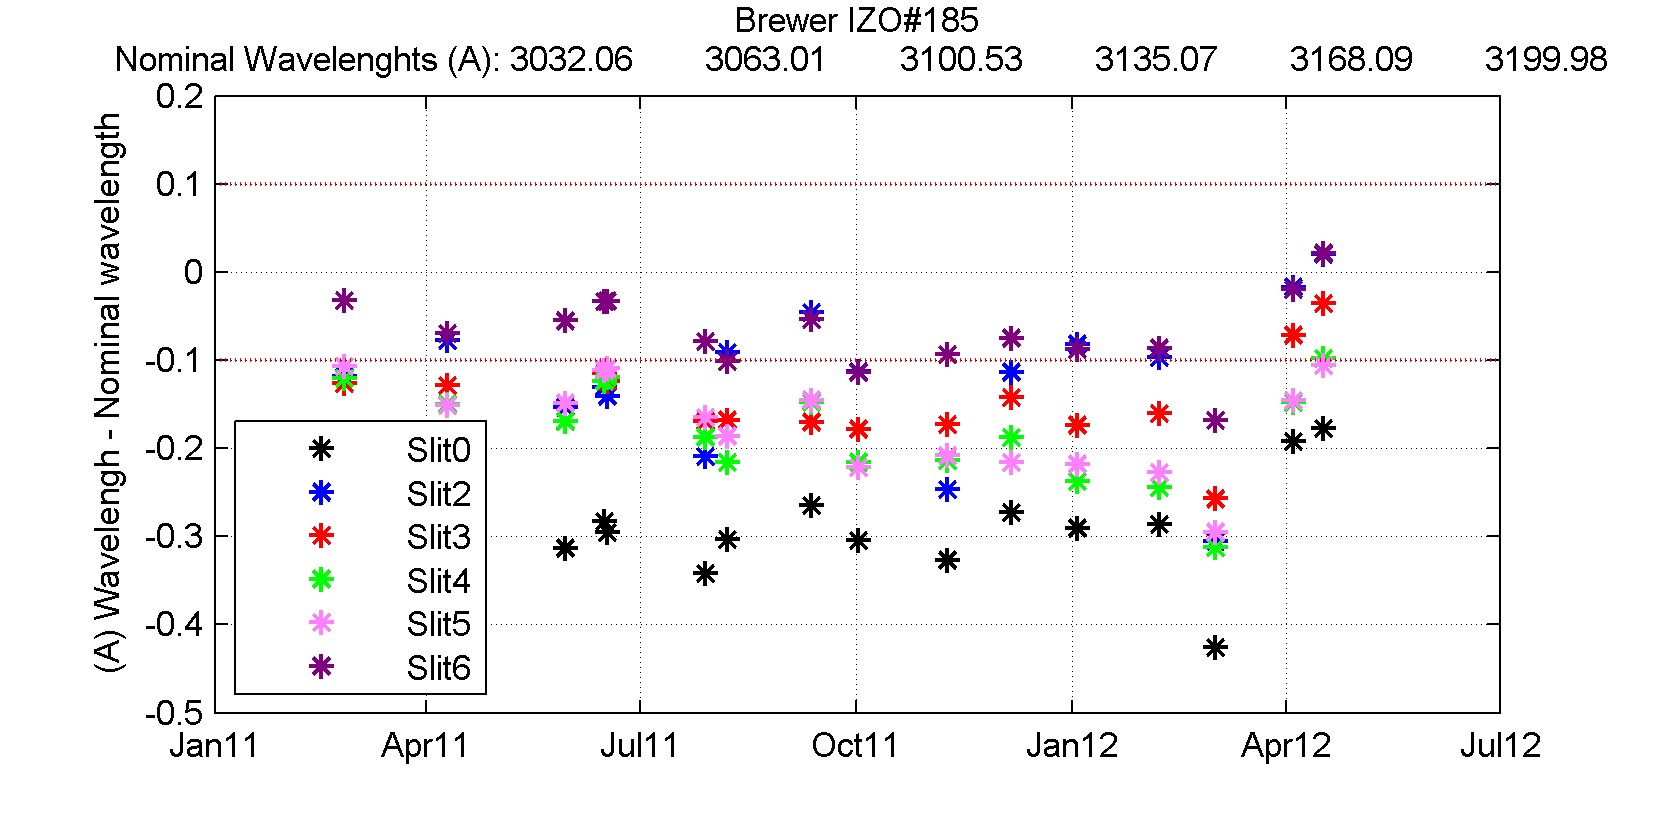 Brewer IZO#185
Nominal Wavelenghts (A): 3032.06 3063.01 3100.53 3135.07 3168.09 3199.98
(A) Wavelengh - Nominal wavelength
0.2
0.1
0
-0.1
-0.2
-0.3
-0.4
-0.5
Slit0
Slit2
Slit3
Slit4
Slit5
Slit6
Jan11 Apr11 Jul11 Oct11 Jan12 Apr12 Jul12